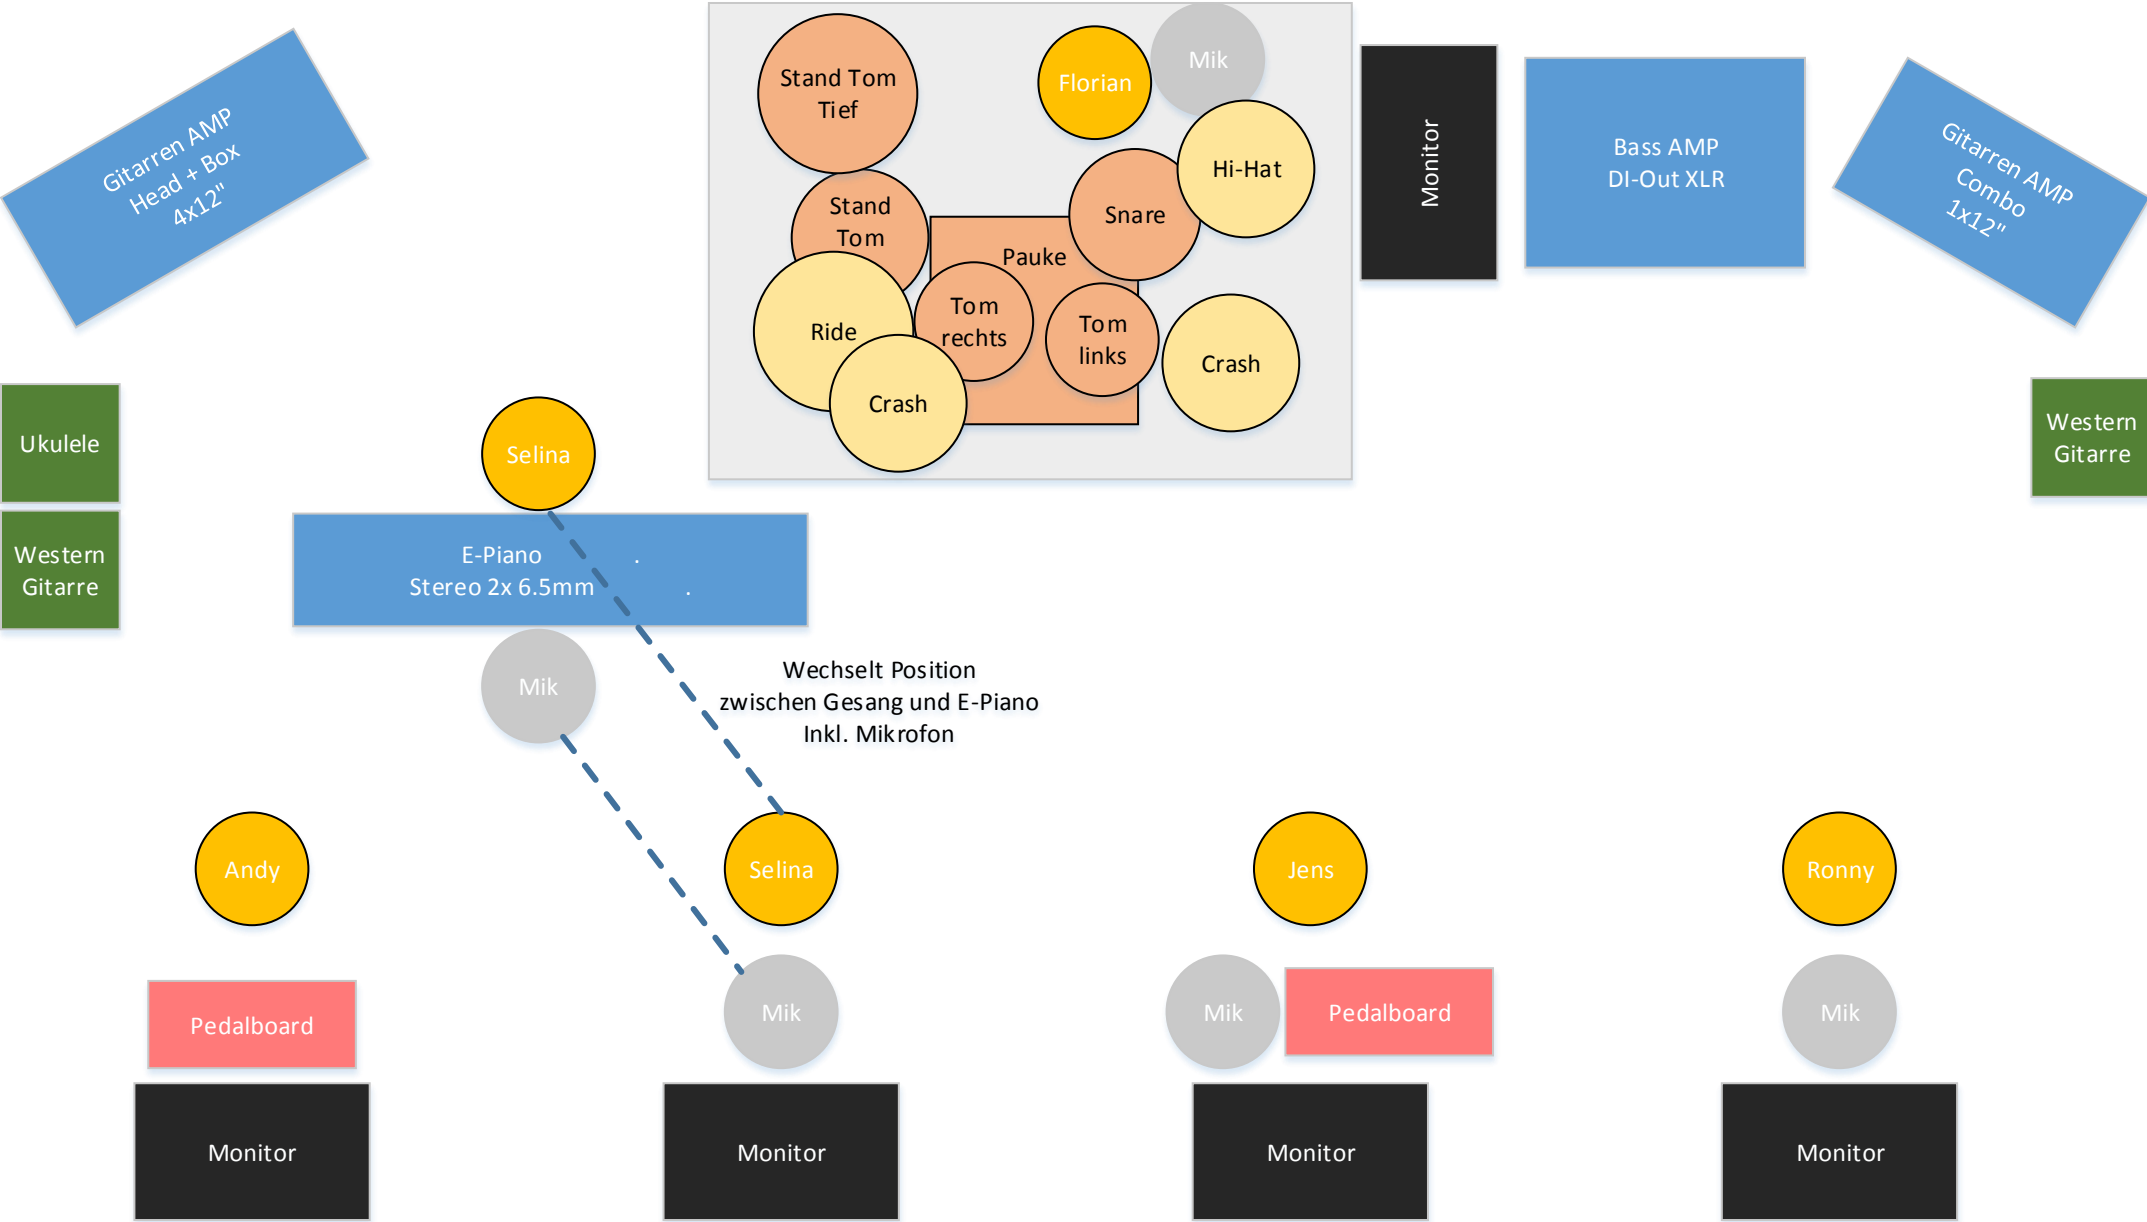 Gitarren AMP
Head + Box
4x12"
Stand Tom
Tief
Florian
Mik
Hi-Hat
Stand
Tom
Snare
Pauke
Ride
Tom
rechts
Tom
links
Crash
Crash
Monitor
Bass AMP
DI-Out XLR
Gitarren AMP
Combo
1x12"
Ukulele
Western
Gitarre
Selina
Western
Gitarre
E-Piano .
Stereo 2x 6.5mm .
Mik
Wechselt Position
zwischen Gesang und E-Piano
Inkl. Mikrofon
Andy
Selina
Jens
Ronny
Pedalboard
Mik
Mik
Pedalboard
Mik
Monitor
Monitor
Monitor
Monitor